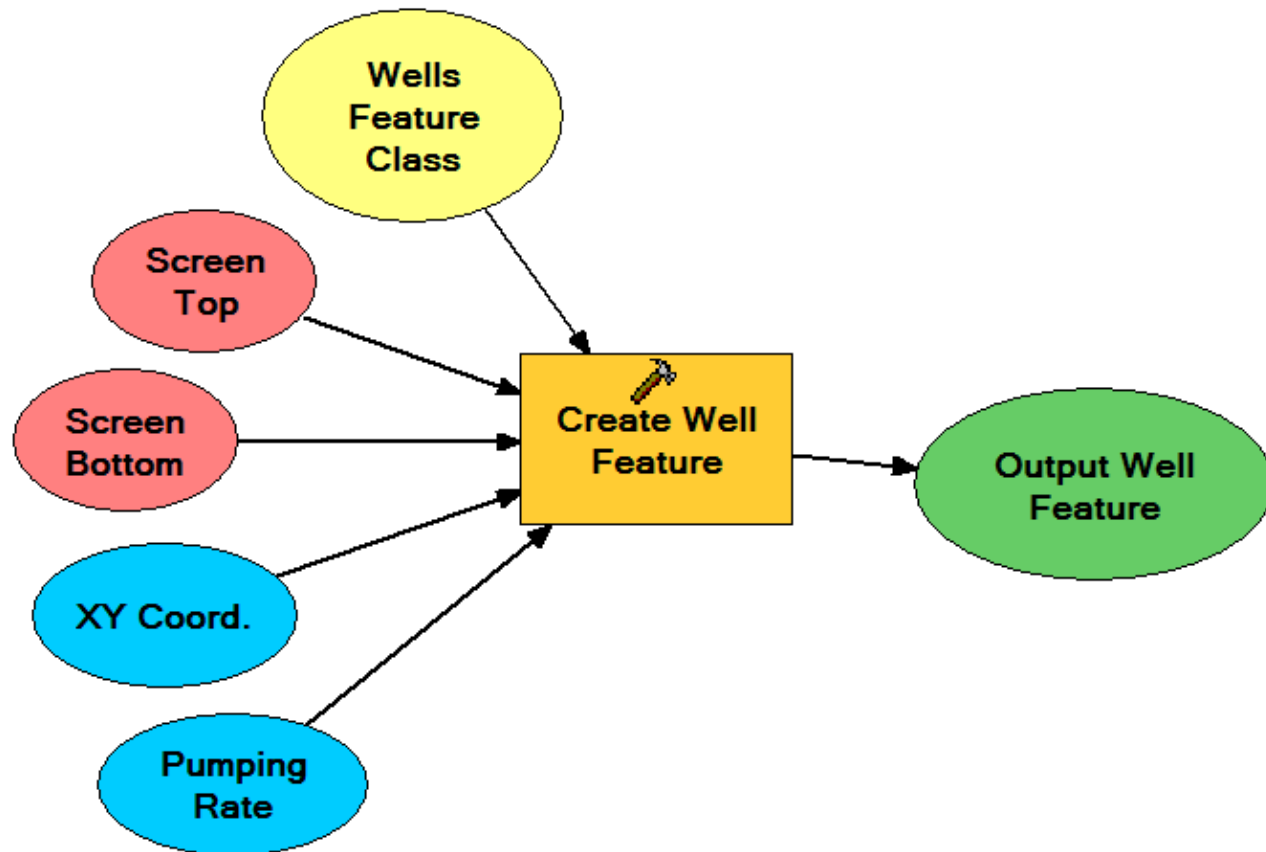 Wells
Feature
Class
Screen
Top
Screen
Bottom
XY Coord.
Pumping
Rate
Create Well
Feature
Output Well
Feature